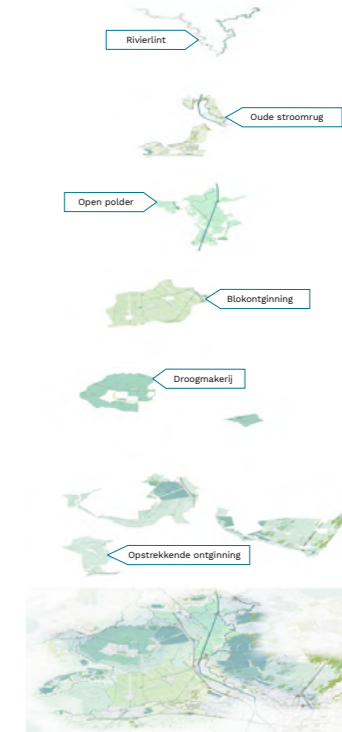 Rivierlint
Oude stroomrug
Open polder
Blokontginning
Droogmakerij
Opstrekkende ontginning